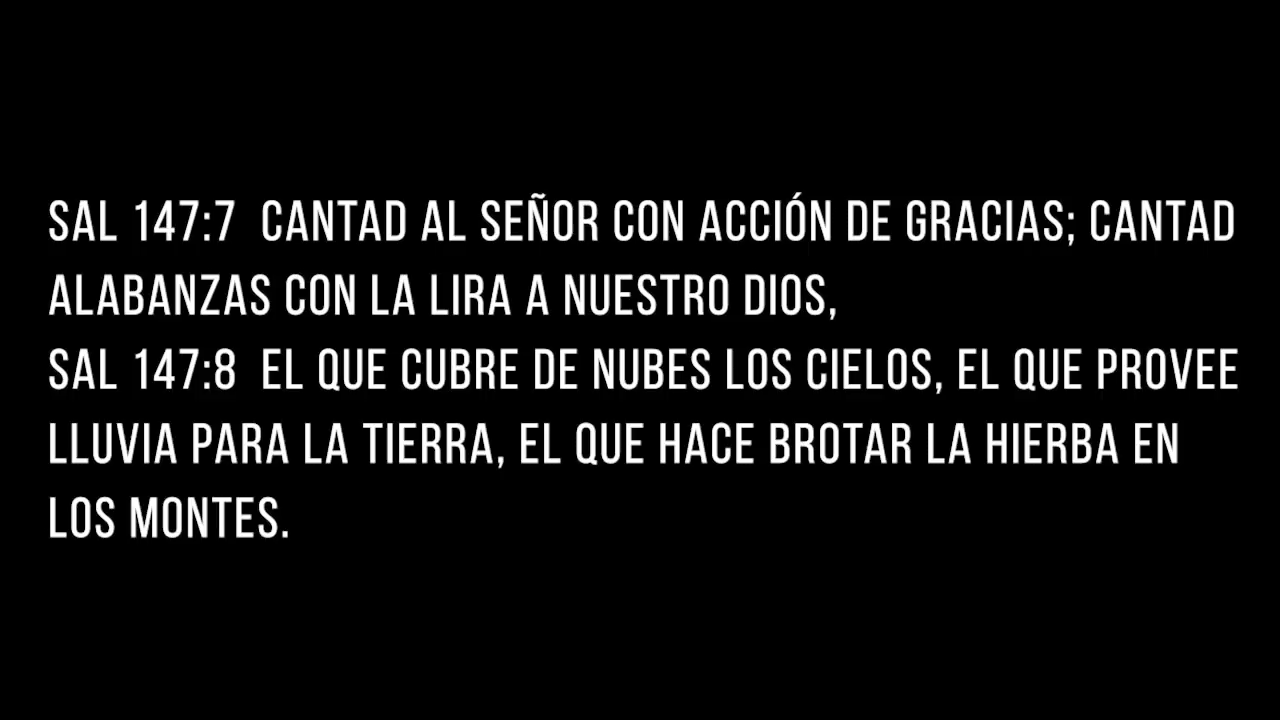 SAL 147:7  CANTAD AL SEÑOR CON ACCIÓN DE GRACIAS; CANTAD
ALABANZAS CON LA LIRA A NUESTRO DIOS,
SAL 147:8  EL QUE CUBRE DE NUBES LOS CIELOS, EL QUE PROVEE
LLUVIA PARA LA TIERRA, EL QUE HACE BROTAR LA HIERBA EN
LOS MONTES.